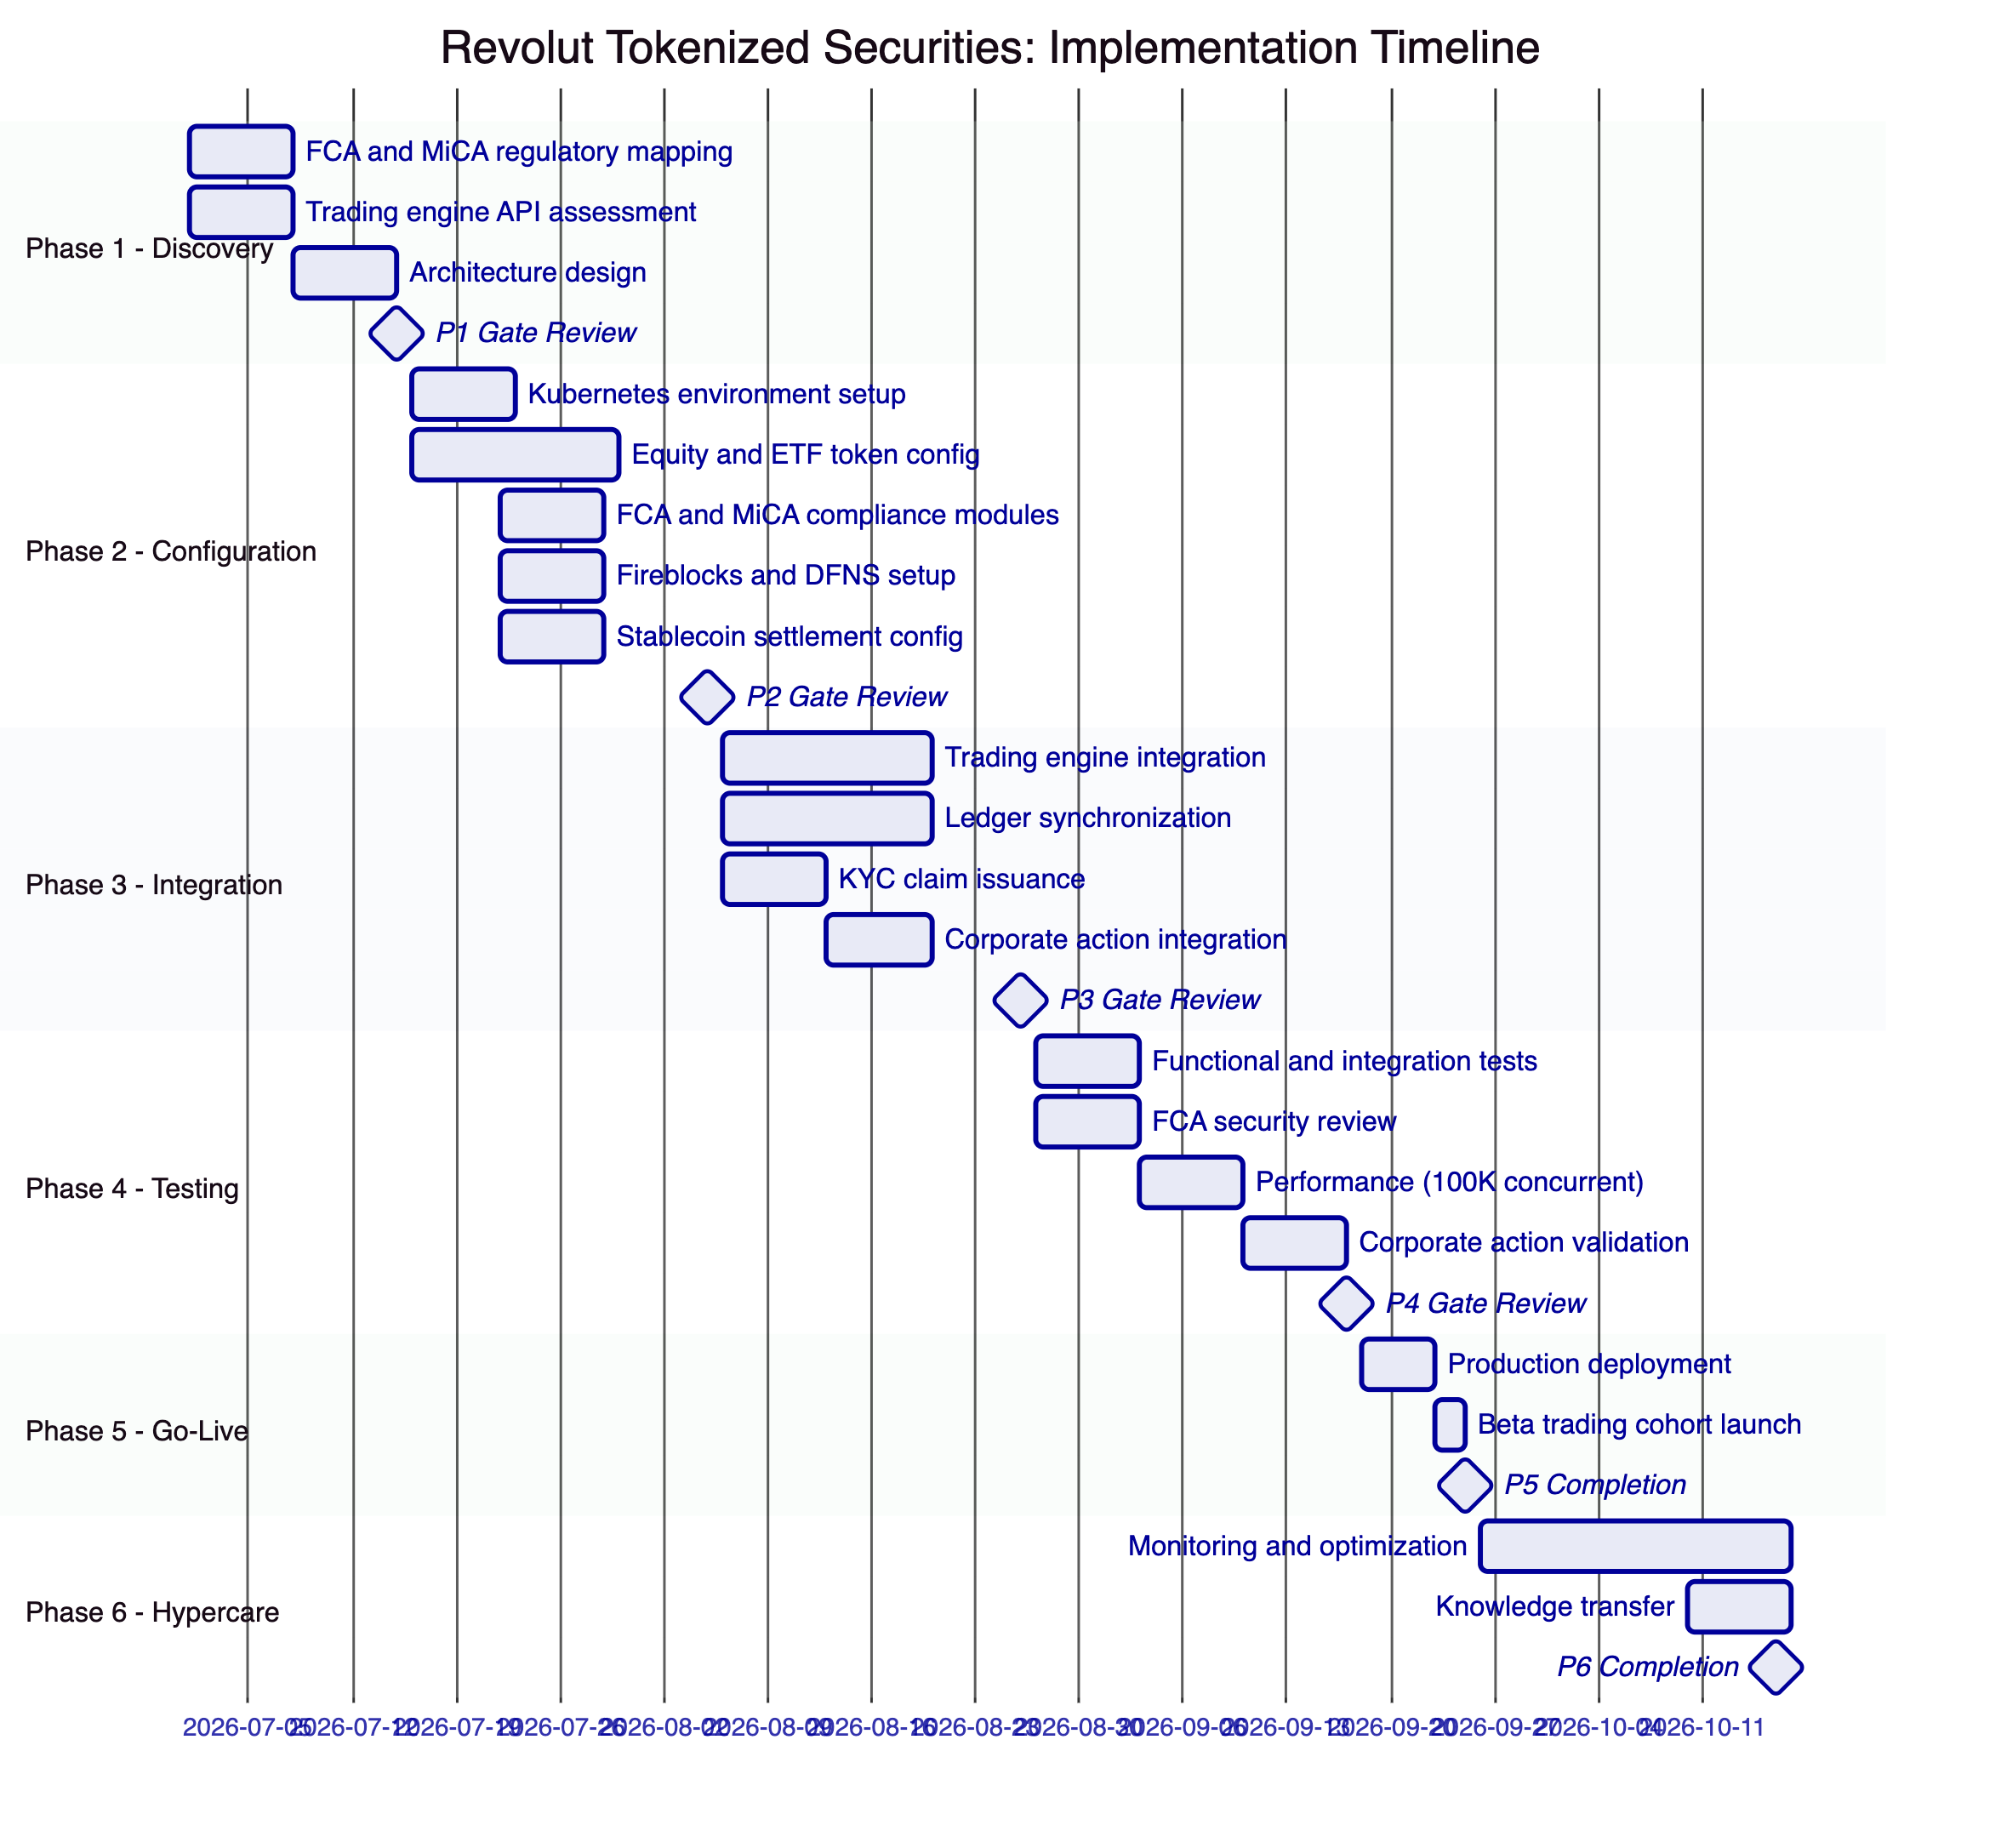 Revolut Tokenized Securities: Implementation Timeline
FCA and MiCA regulatory mapping
Trading engine API assessment
Phase 1 - Discovery
Architecture design
P1 Gate Review
Kubernetes environment setup
Equity and ETF token config
FCA and MiCA compliance modules
Phase 2 - Configuration
Fireblocks and DFNS setup
Stablecoin settlement config
P2 Gate Review
Trading engine integration
Ledger synchronization
KYC claim issuance
Phase 3 - Integration
Corporate action integration
P3 Gate Review
Functional and integration tests
FCA security review
Performance (100K concurrent)
Phase 4 - Testing
Corporate action validation
P4 Gate Review
Production deployment
Beta trading cohort launch
Phase 5 - Go-Live
P5 Completion
Monitoring and optimization
Knowledge transfer
Phase 6 - Hypercare
P6 Completion
2026-07-05 2026-07-12 2026-07-19 2026-07-26 2026-08-02 2026-08-09 2026-08-16 2026-08-23 2026-08-30 2026-09-06 2026-09-13 2026-09-20 2026-09-27 2026-10-04 2026-10-11